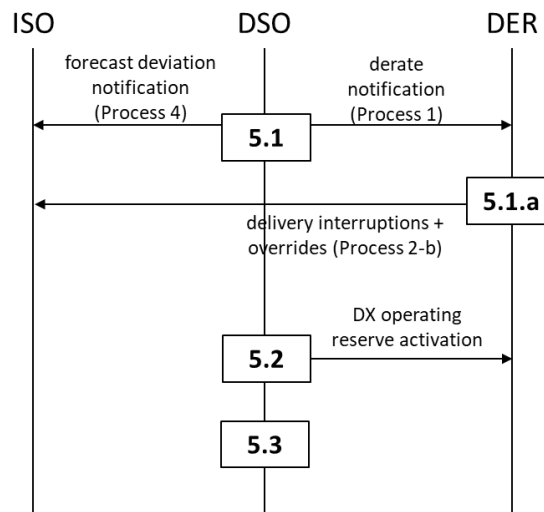 ISO
DSO
DER
forecast deviation
notification
(Process 4)
derate
notification
(Process 1)
5.1
5.1.a
delivery interruptions +
overrides (Process 2-b)
DX operating
reserve activation
5.2
5.3